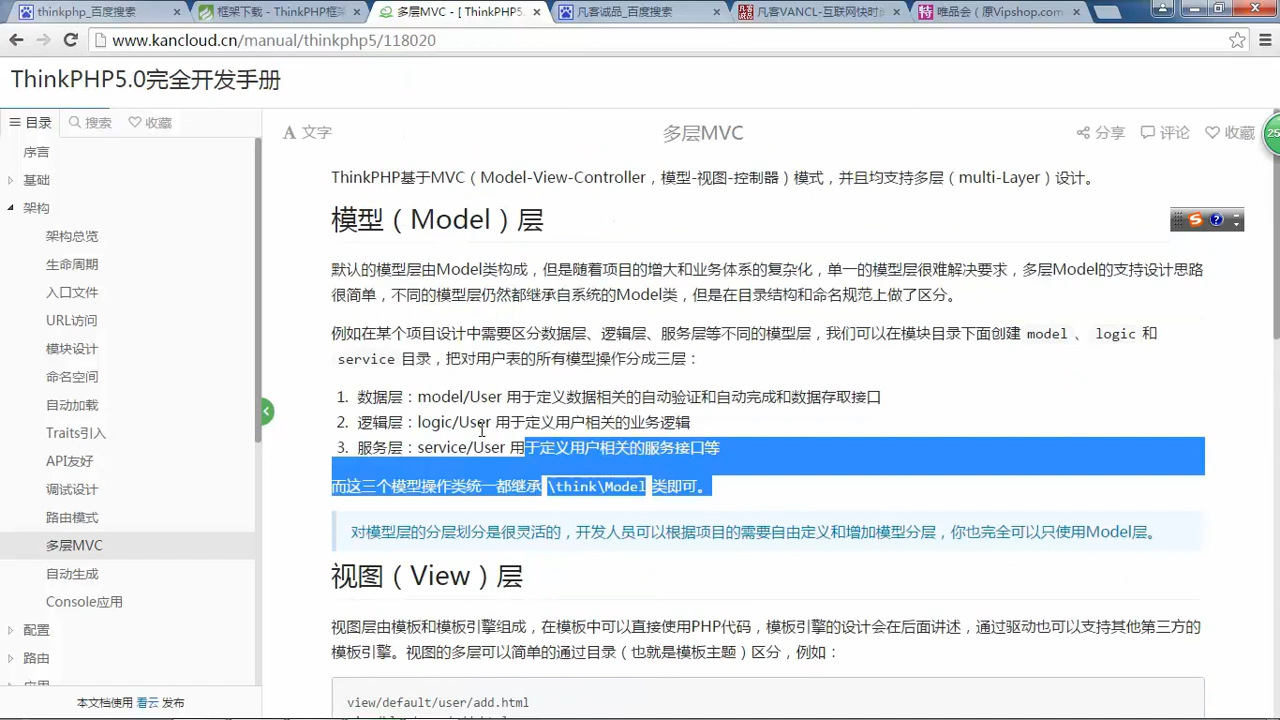 thinkphp_百度搜索
框架下载 - ThinkPHP框
多层MVC - [ ThinkPHP5.
凡客诚品_百度搜索
凡客VANCL-互联网快时
唯品会（原Vipshop.com
www.kancloud.cn/manual/thinkphp5/118020
ThinkPHP5.0完全开发手册
目录
搜索
收藏
序言
基础
架构
架构总览
生命周期
入口文件
URL访问
模块设计
命名空间
自动加载
Traits引入
API友好
调试设计
路由模式
多层MVC
自动生成
Console应用
配置
路由
本文档使用 看云 发布
A 文字
多层MVC
分享
评论
收藏
25
ThinkPHP基于MVC（Model-View-Controller，模型-视图-控制器）模式，并且均支持多层（multi-Layer）设计。
模型（Model）层
默认的模型层由Model类构成，但是随着项目的增大和业务体系的复杂化，单一的模型层很难解决要求，多层Model的支持设计思路
很简单，不同的模型层仍然都继承自系统的Model类，但是在目录结构和命名规范上做了区分。
例如在某个项目设计中需要区分数据层、逻辑层、服务层等不同的模型层，我们可以在模块目录下面创建 model 、 logic 和
service 目录，把对用户表的所有模型操作分成三层：
1. 数据层：model/User 用于定义数据相关的自动验证和自动完成和数据存取接口
2. 逻辑层：logic/User 用于定义用户相关的业务逻辑
3. 服务层：service/User 用于定义用户相关的服务接口等
而这三个模型操作类统一都继承 \think\Model 类即可。
对模型层的分层划分是很灵活的，开发人员可以根据项目的需要自由定义和增加模型分层，你也完全可以只使用Model层。
视图（View）层
视图层由模板和模板引擎组成，在模板中可以直接使用PHP代码，模板引擎的设计会在后面讲述，通过驱动也可以支持其他第三方的
模板引擎。视图的多层可以简单的通过目录（也就是模板主题）区分，例如：
view/default/user/add.html